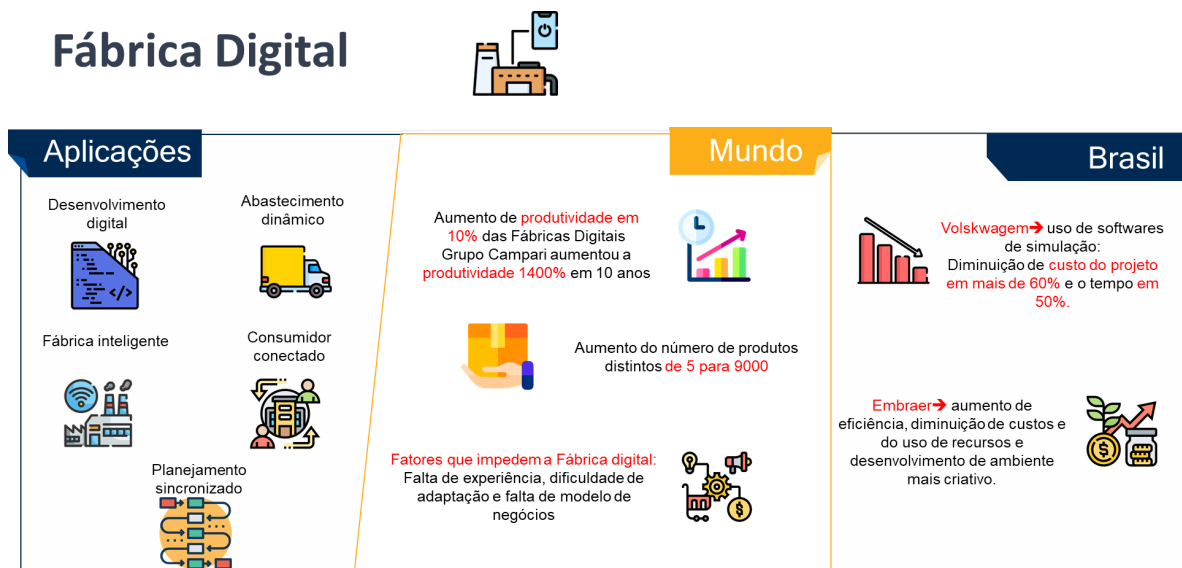 Fábrica Digital
Aplicações
Desenvolvimento
digital
Abastecimento
dinâmico
Fábrica inteligente
Consumidor
conectado
Planejamento
sincronizado
Mundo
Aumento de produtividade em
10% das Fábricas Digitais
Grupo Campari aumentou a
produtividade 1400% em 10 anos
Aumento do número de produtos
distintos de 5 para 9000
Fatores que impedem a Fábrica digital:
Falta de experiência, dificuldade de
adaptação e falta de modelo de
negócios
Brasil
Volskwagem➔ uso de softwares
de simulação:
Diminuição de custo do projeto
em mais de 60% e o tempo em
50%.
Embraer➔ aumento de
eficiência, diminuição de custos e
do uso de recursos e
desenvolvimento de ambiente
mais criativo.